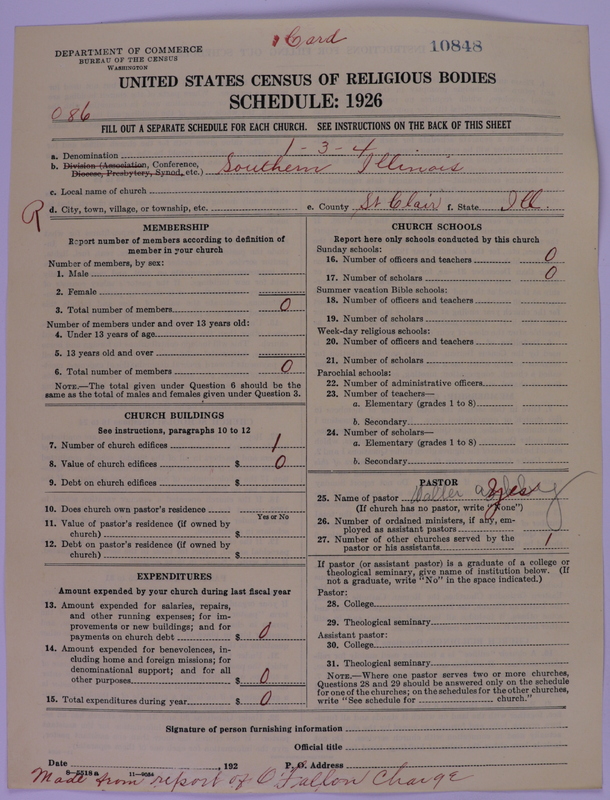 Card
10848
DEPARTMENT OF COMMERCE
BUREAU OF THE CENSUS
WASHINGTON
UNITED STATES CENSUS OF RELIGIOUS BODIES
SCHEDULE: 1926
086
FILL OUT A SEPARATE SCHEDULE FOR EACH CHURCH. SEE INSTRUCTIONS ON THE BACK OF THIS SHEET
a. Denomination 1-3-4
b. Division (Association, Conference, Diocese, Presbytery, Synod, etc.) Southern Illinois
c. Local name of church
R d. City, town, village, or township, etc. e. County St Clair f. State Ill.
MEMBERSHIP
Report number of members according to definition of
member in your church
Number of members, by sex:
1. Male
2. Female
3. Total number of members 0
Number of members under and over 13 years old:
4. Under 13 years of age
5. 13 years old and over
6. Total number of members 0
NOTE.—The total given under Question 6 should be the
same as the total of males and females given under Question 3.
CHURCH BUILDINGS
See instructions, paragraphs 10 to 12
7. Number of church edifices 1
8. Value of church edifices $ 0
9. Debt on church edifices $
10. Does church own pastor's residence
Yes or No
11. Value of pastor's residence (if owned by
church) $
12. Debt on pastor's residence (if owned by
church) $
EXPENDITURES
Amount expended by your church during last fiscal year
13. Amount expended for salaries, repairs,
and other running expenses; for im-
provements or new buildings; and for
payments on church debt $ 0
14. Amount expended for benevolences, in-
cluding home and foreign missions; for
denominational support; and for all
other purposes $ 0
15. Total expenditures during year $ 0
CHURCH SCHOOLS
Report here only schools conducted by this church
Sunday schools:
16. Number of officers and teachers 0
17. Number of scholars 0
Summer vacation Bible schools:
18. Number of officers and teachers
19. Number of scholars
Week-day religious schools:
20. Number of officers and teachers
21. Number of scholars
Parochial schools:
22. Number of administrative officers
23. Number of teachers—
a. Elementary (grades 1 to 8)
b. Secondary
24. Number of scholars—
a. Elementary (grades 1 to 8)
b. Secondary
PASTOR
25. Name of pastor Walter yes
(If church has no pastor, write "None")
26. Number of ordained ministers, if any, em-
ployed as assistant pastors
27. Number of other churches served by the
pastor or his assistants 1
If pastor (or assistant pastor) is a graduate of a college or
theological seminary, give name of institution below. (If
not a graduate, write "No" in the space indicated.)
Pastor:
28. College
29. Theological seminary
Assistant pastor:
30. College
31. Theological seminary
NOTE.—Where one pastor serves two or more churches,
Questions 28 and 29 should be answered only on the schedule
for one of the churches; on the schedules for the other churches,
write "See schedule for church."
Signature of person furnishing information
Official title
Date , 192 P. O. Address
8-5518a 11-9054
Made from report of O'Fallon Charge